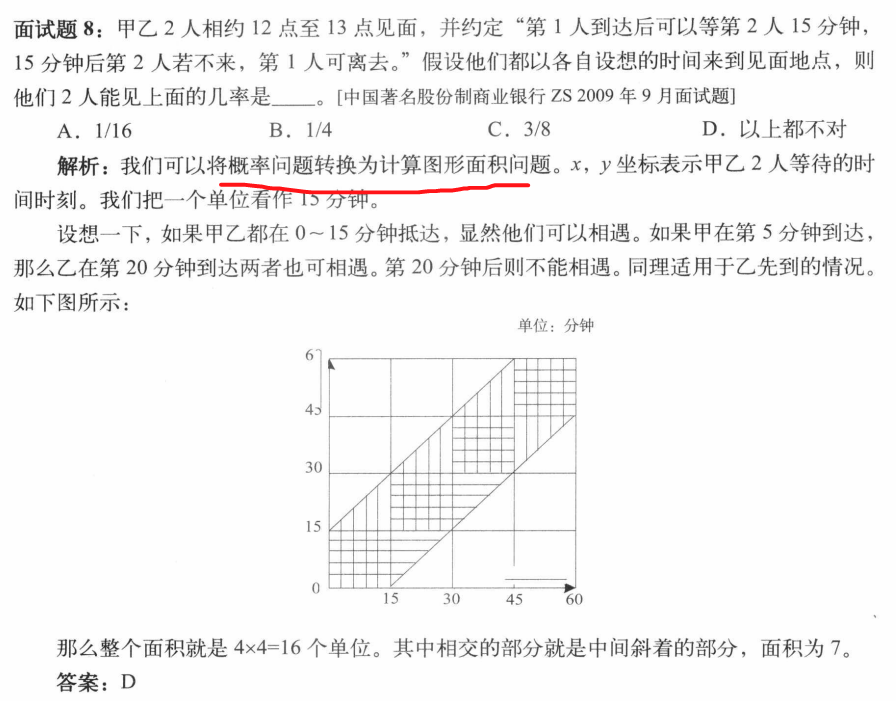 面试题 8：甲乙 2 人相约 12 点至 13 点见面，并约定“第 1 人到达后可以等第 2 人 15 分钟，
15 分钟后第 2 人若不来，第 1 人可离去。”假设他们都以各自设想的时间来到见面地点，则
他们 2 人能见上面的几率是____。[中国著名股份制商业银行 ZS 2009 年 9 月面试题]
A．1/16 B．1/4 C．3/8 D．以上都不对
解析：我们可以将概率问题转换为计算图形面积问题。x，y 坐标表示甲乙 2 人等待的时
间时刻。我们把一个单位看作 15 分钟。
设想一下，如果甲乙都在 0～15 分钟抵达，显然他们可以相遇。如果甲在第 5 分钟到达，
那么乙在第 20 分钟到达两者也可相遇。第 20 分钟后则不能相遇。同理适用于乙先到的情况。
如下图所示：
单位：分钟
6
45
30
15
0
15 30 45 60
那么整个面积就是 4×4=16 个单位。其中相交的部分就是中间斜着的部分，面积为 7。
答案：D